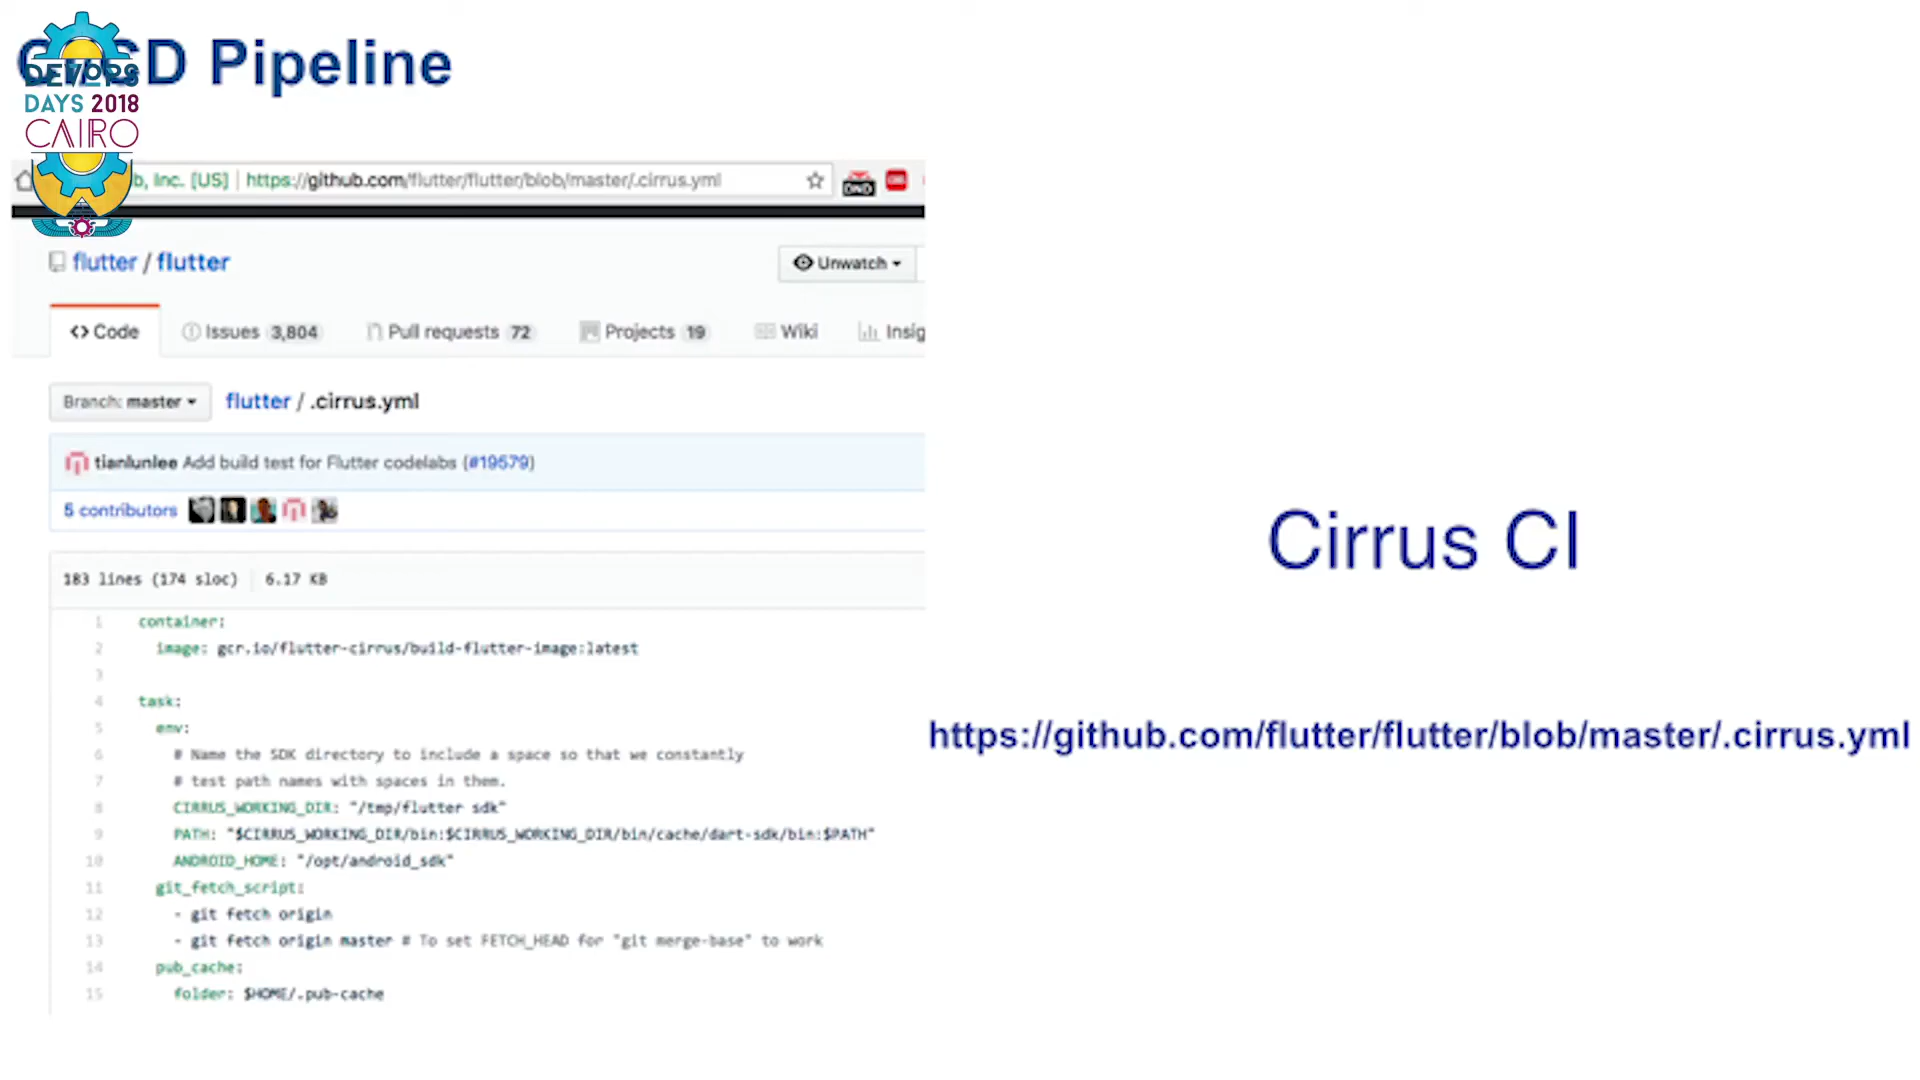 CI/CD Pipeline
DEVOPS
DAYS 2018
CAIRO
b, Inc. [US] | https://github.com/flutter/flutter/blob/master/.cirrus.yml
DND
flutter / flutter
Unwatch
<> Code
Issues 3,804
Pull requests 72
Projects 19
Wiki
Insig
Branch: master
flutter / .cirrus.yml
tianlunlee Add build test for Flutter codelabs (#19579)
5 contributors
183 lines (174 sloc) 6.17 KB
1 container:
2 image: gcr.io/flutter-cirrus/build-flutter-image:latest
3
4 task:
5 env:
6 # Name the SDK directory to include a space so that we constantly
7 # test path names with spaces in them.
8 CIRRUS_WORKING_DIR: "/tmp/flutter sdk"
9 PATH: "$CIRRUS_WORKING_DIR/bin:$CIRRUS_WORKING_DIR/bin/cache/dart-sdk/bin:$PATH"
10 ANDROID_HOME: "/opt/android_sdk"
11 git_fetch_script:
12 - git fetch origin
13 - git fetch origin master # To set FETCH_HEAD for "git merge-base" to work
14 pub_cache:
15 folder: $HOME/.pub-cache
Cirrus CI
https://github.com/flutter/flutter/blob/master/.cirrus.yml